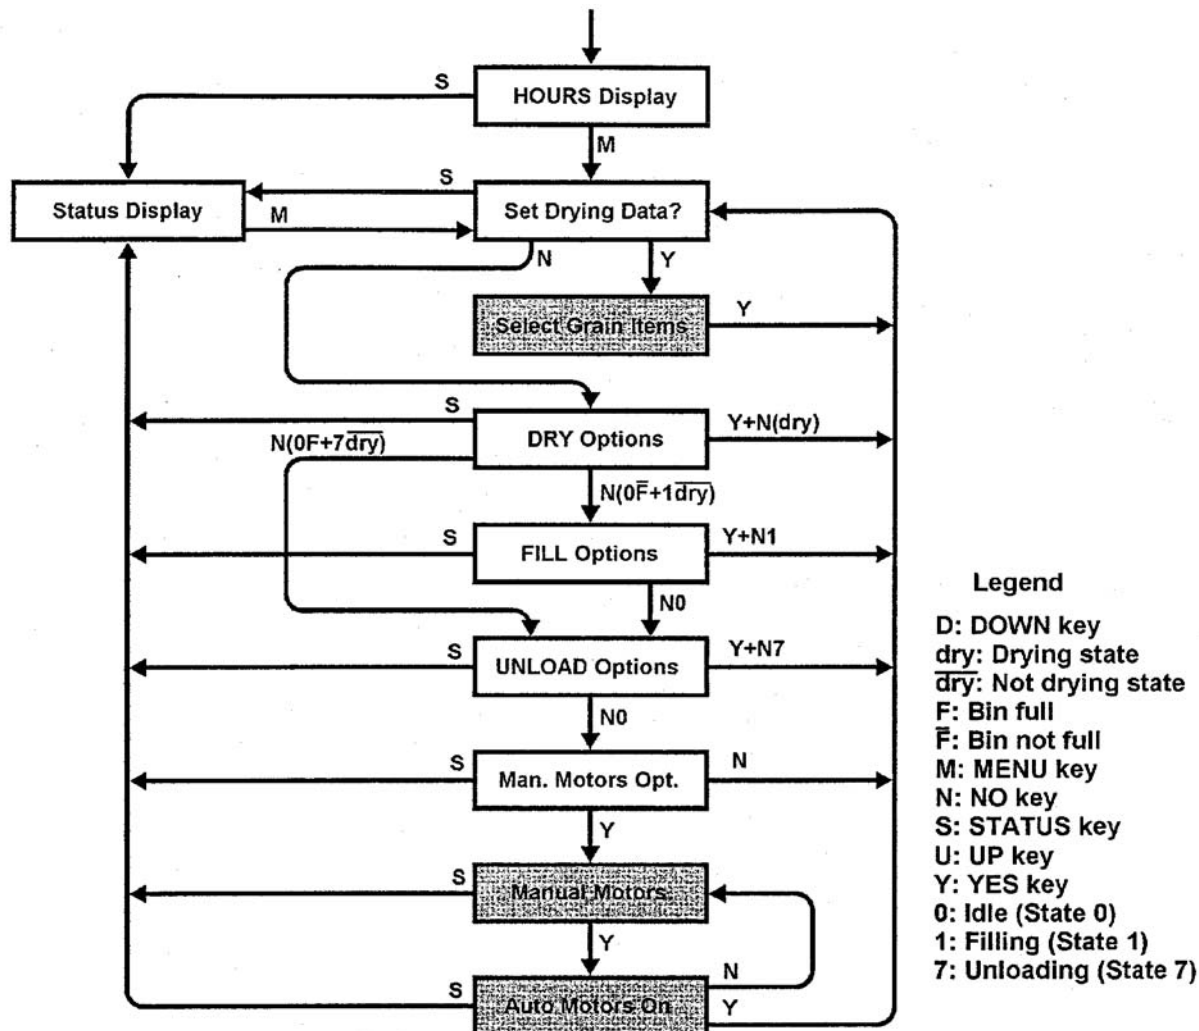 S
HOURS Display
M
Status Display
S
M
Set Drying Data?
N
Y
Select Grain Items
Y
S
DRY Options
Y+N(dry)
N(0F+7d̅r̅y̅)
N(0F̅+1d̅r̅y̅)
S
FILL Options
Y+N1
N0
S
UNLOAD Options
Y+N7
N0
S
Man. Motors Opt.
N
Y
S
Manual Motors
Y
S
Auto Motors On
N
Y
Legend
D: DOWN key
dry: Drying state
d̅r̅y̅: Not drying state
F: Bin full
F̅: Bin not full
M: MENU key
N: NO key
S: STATUS key
U: UP key
Y: YES key
0: Idle (State 0)
1: Filling (State 1)
7: Unloading (State 7)